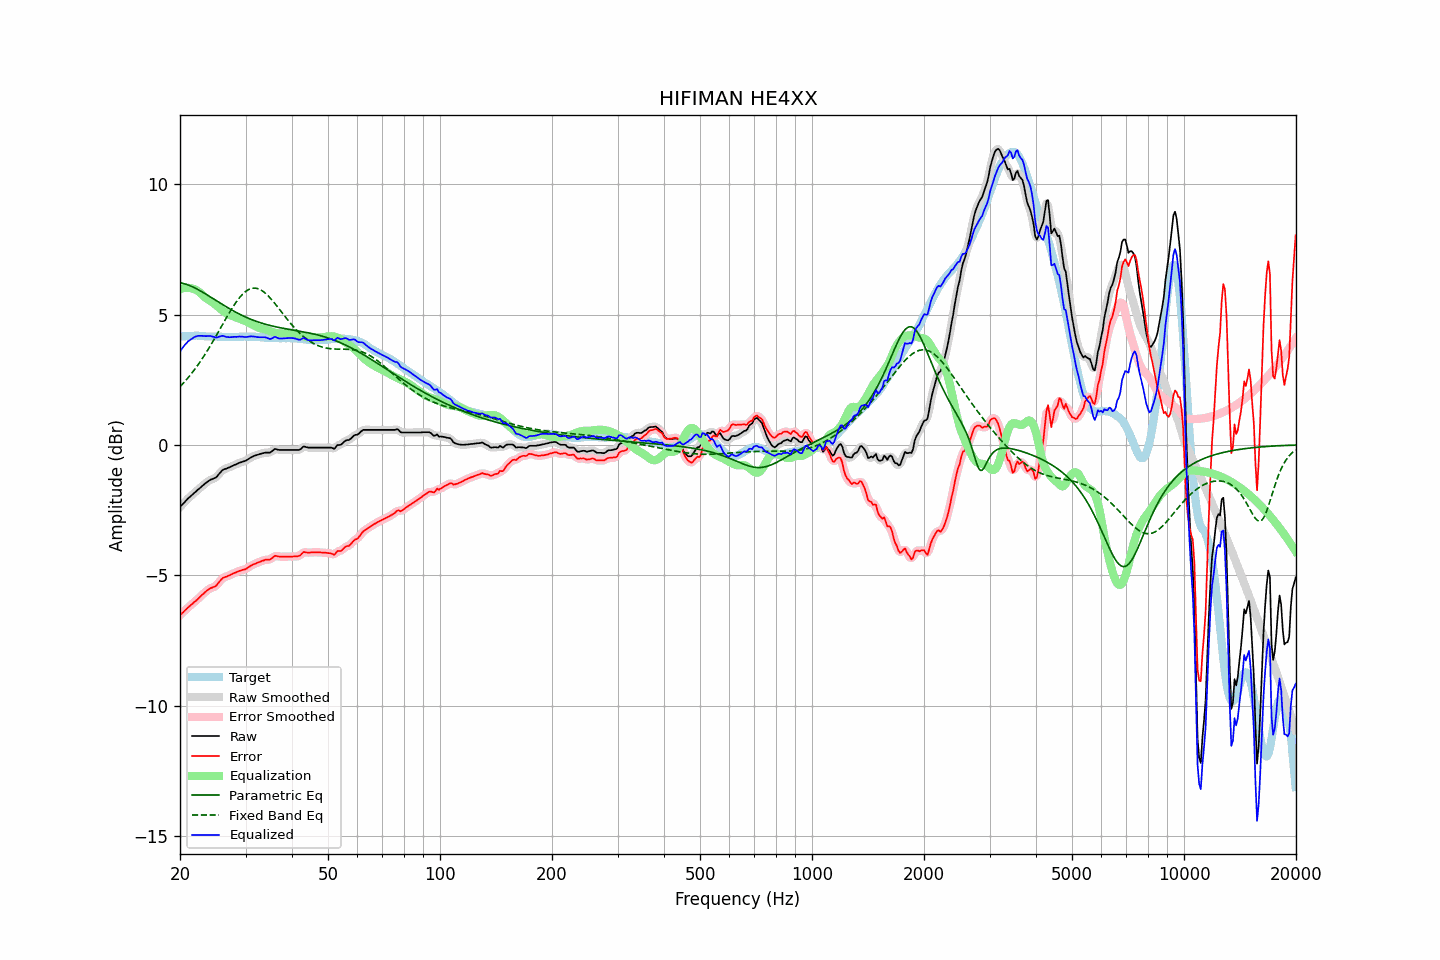 HIFIMAN HE4XX
Amplitude (dBr)
10
5
0
−5
−10
−15
Target
Raw Smoothed
Error Smoothed
Raw
Error
Equalization
Parametric Eq
Fixed Band Eq
Equalized
20 50 100 200 500 1000 2000 5000 10000 20000
Frequency (Hz)